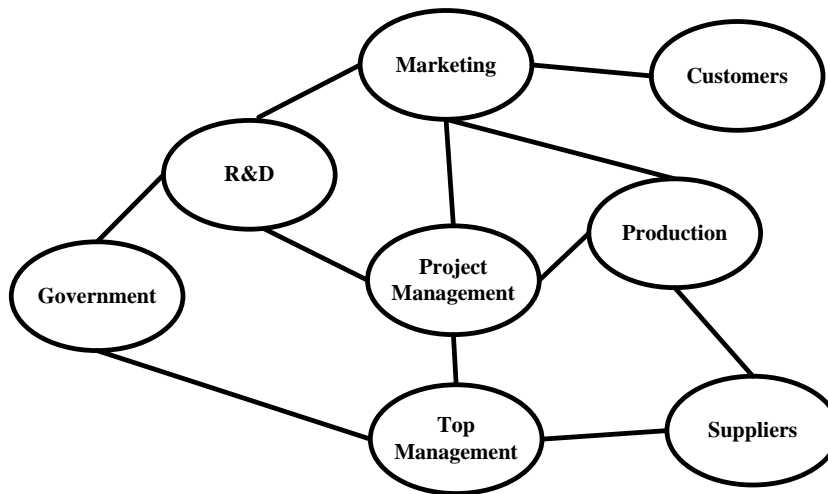 Marketing
Customers
R&D
Production
Project
Management
Government
Top
Management
Suppliers